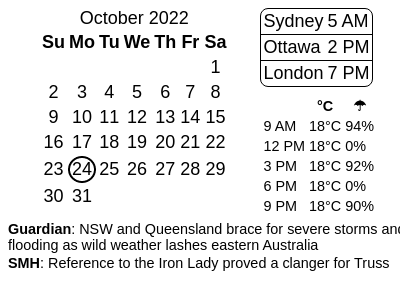 October 2022
Su Mo Tu We Th Fr Sa
1
2 3 4 5 6 7 8
9 10 11 12 13 14 15
16 17 18 19 20 21 22
23 24 25 26 27 28 29
30 31
Sydney 5 AM
Ottawa 2 PM
London 7 PM
°C ☂
9 AM 18°C 94%
12 PM 18°C 0%
3 PM 18°C 92%
6 PM 18°C 0%
9 PM 18°C 90%
Guardian: NSW and Queensland brace for severe storms and
flooding as wild weather lashes eastern Australia
SMH: Reference to the Iron Lady proved a clanger for Truss